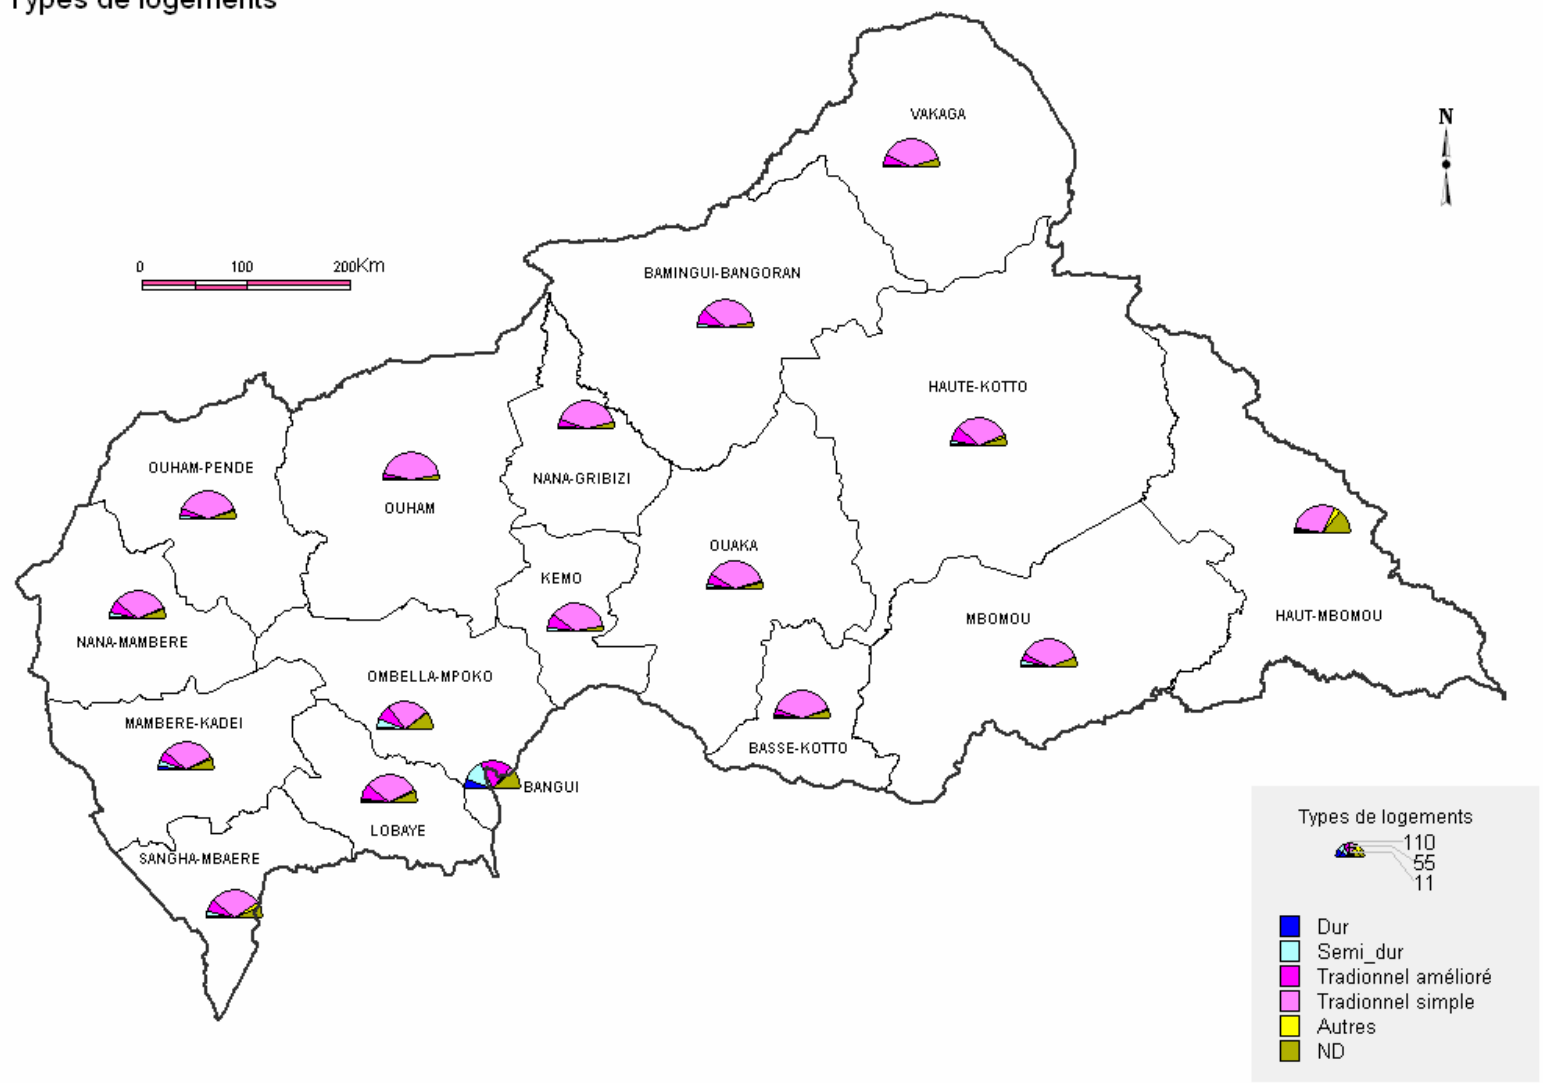 Types de logements
VAKAGA
N
0 100 200Km
BAMINGUI-BANGORAN
HAUTE-KOTTO
OUHAM-PENDE
NANA-GRIBIZI
OUHAM
OUAKA
KEMO
MBOMOU
HAUT-MBOMOU
NANA-MAMBERE
OMBELLA-MPOKO
MAMBERE-KADEI
BASSE-KOTTO
BANGUI
LOBAYE
SANGHA-MBAERE
Types de logements
110
55
11
Dur
Semi_dur
Tradionnel amélioré
Tradionnel simple
Autres
ND